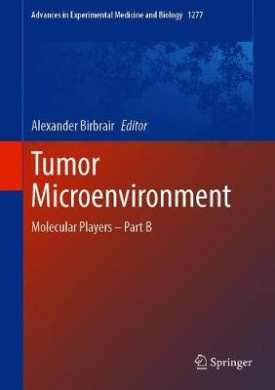 Advances in Experimental Medicine and Biology 1277
Alexander Birbrair Editor
Tumor
Microenvironment
Molecular Players – Part B
Springer